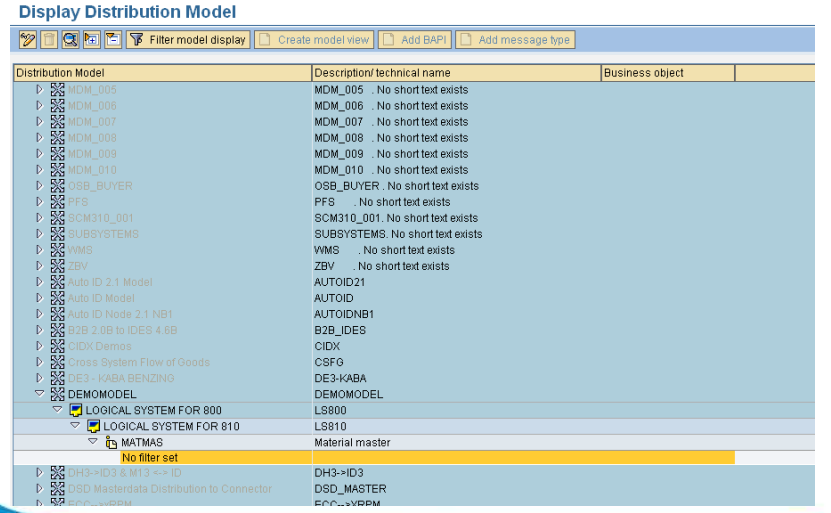 Display Distribution Model
Filter model display Create model view Add BAPI Add message type
Distribution Model Description/ technical name Business object
MDM_005 MDM_005 . No short text exists
MDM_006 MDM_006 . No short text exists
MDM_007 MDM_007 . No short text exists
MDM_008 MDM_008 . No short text exists
MDM_009 MDM_009 . No short text exists
MDM_010 MDM_010 . No short text exists
OSB_BUYER OSB_BUYER . No short text exists
PFS PFS . No short text exists
SCM310_001 SCM310_001. No short text exists
SUBSYSTEMS SUBSYSTEMS. No short text exists
WMS WMS . No short text exists
ZBV ZBV . No short text exists
Auto ID 2.1 Model AUTOID21
Auto ID Model AUTOID
Auto ID Node 2.1 NB1 AUTOIDNB1
B2B 2.0B to IDES 4.6B B2B_IDES
CIDX Demos CIDX
Cross System Flow of Goods CSFG
DE3 - KABA BENZING DE3-KABA
DEMOMODEL DEMOMODEL
LOGICAL SYSTEM FOR 800 LS800
LOGICAL SYSTEM FOR 810 LS810
MATMAS Material master
No filter set
DH3->ID3 & M13 <-> ID DH3->ID3
DSD Masterdata Distribution to Connector DSD_MASTER
ECC-->XRPM ECC-->XRPM